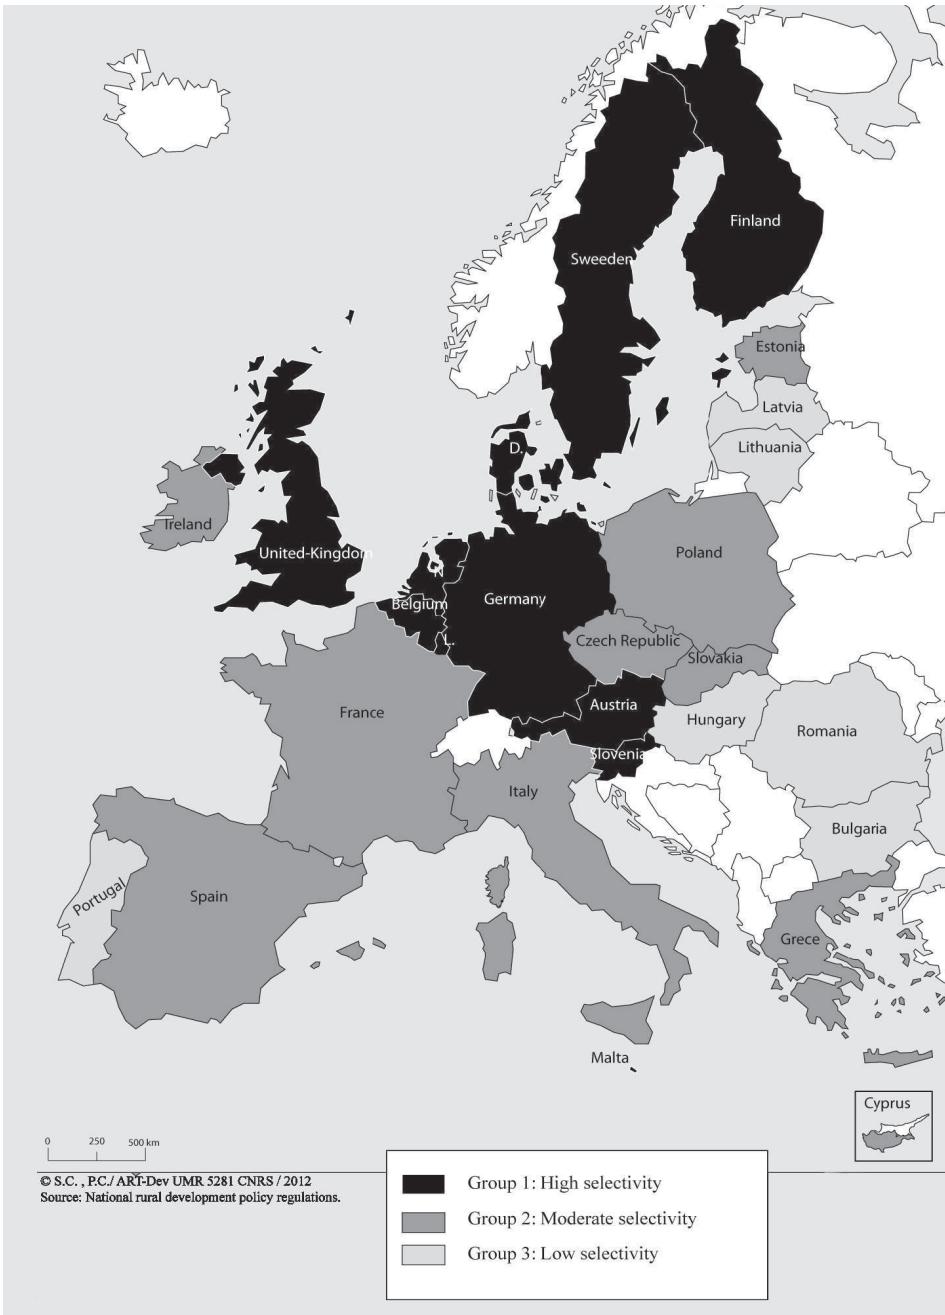 Finland
Sweeden
Estonia
Latvia
Lithuania
D.
Ireland
United-Kingdom
N
Poland
Belgium
Germany
L.
Czech Republic
Slovakia
Austria
France
Hungary
Romania
Slovenia
Italy
Bulgaria
Portugal
Spain
Grece
Malta
Cyprus
0 250 500 km
© S.C. , P.C./ ART-Dev UMR 5281 CNRS / 2012
Source: National rural development policy regulations.
Group 1: High selectivity
Group 2: Moderate selectivity
Group 3: Low selectivity